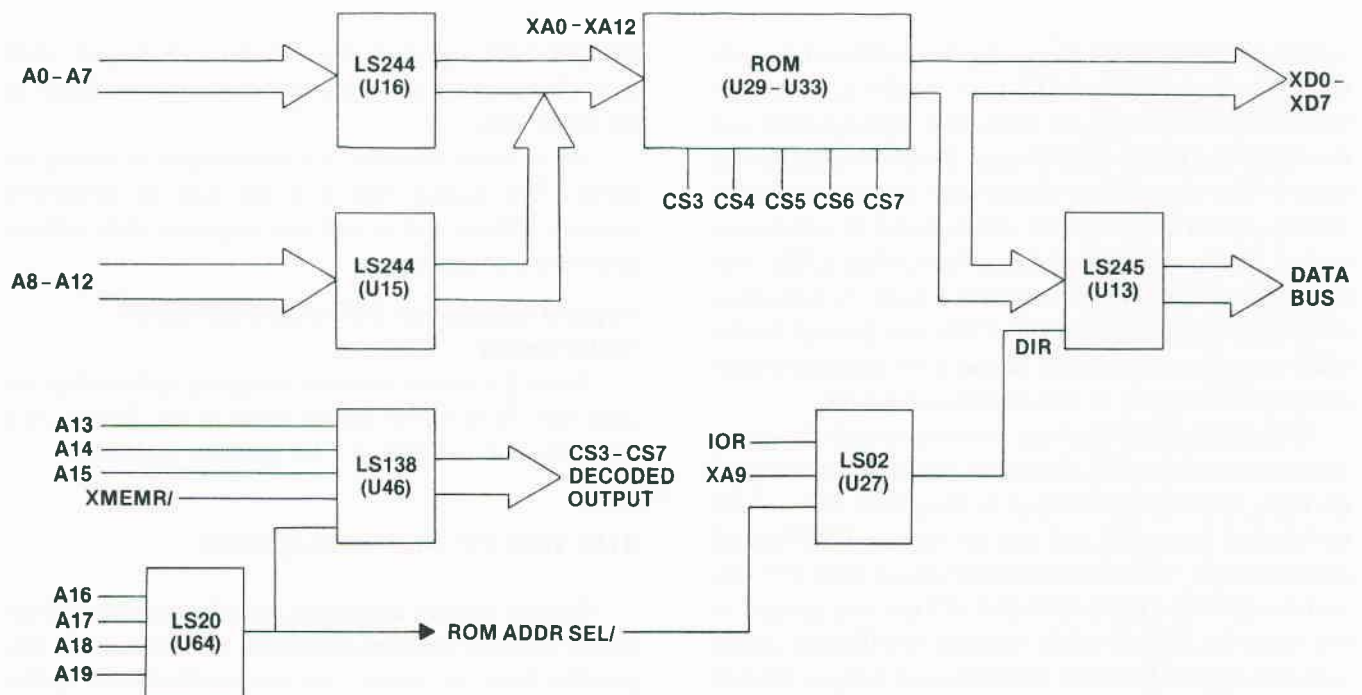 XA0–XA12
A0–A7
LS244
(U16)
ROM
(U29–U33)
XD0–
XD7
CS3 CS4 CS5 CS6 CS7
A8–A12
LS244
(U15)
LS245
(U13)
DATA
BUS
DIR
A13
A14
A15
XMEMR/
LS138
(U46)
CS3–CS7
DECODED
OUTPUT
IOR
XA9
LS02
(U27)
A16
A17
A18
A19
LS20
(U64)
ROM ADDR SEL/